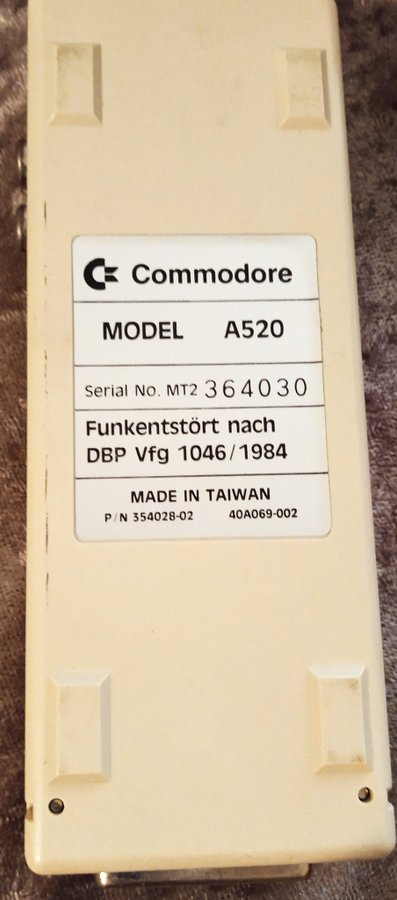 Commodore
MODEL A520
Serial No. MT2 364030
Funkentstört nach
DBP Vfg 1046/1984
MADE IN TAIWAN
P/N 354028-02 40A069-002